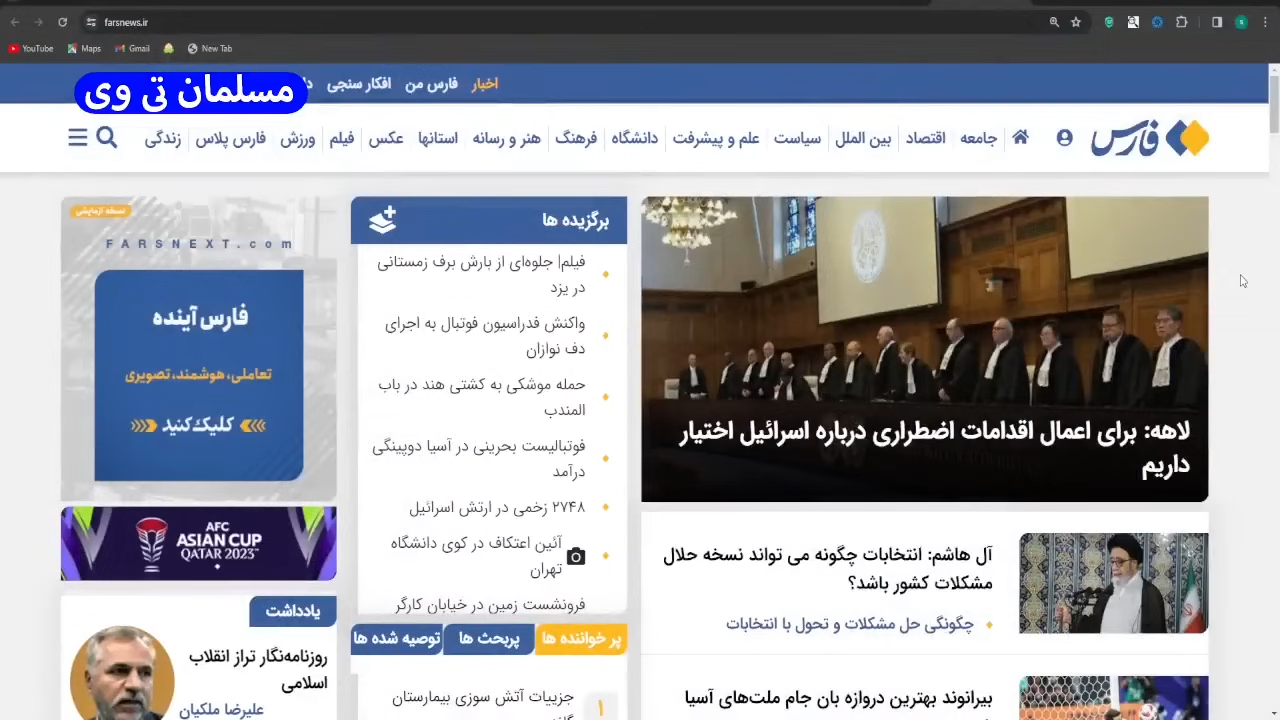 farsnews.ir
YouTube
Maps
Gmail
New Tab
مسلمان تی وی
اخبار
فارس من
افکار سنجی
فارس
جامعه
اقتصاد
بین الملل
سیاست
علم و پیشرفت
دانشگاه
فرهنگ
هنر و رسانه
استانها
عکس
فیلم
ورزش
فارس پلاس
زندگی
لاهه: برای اعمال اقدامات اضطراری درباره اسرائیل اختیار
داریم
آل هاشم: انتخابات چگونه می تواند نسخه حلال
مشکلات کشور باشد؟
چگونگی حل مشکلات و تحول با انتخابات
بیرانوند بهترین دروازه بان جام ملت‌های آسیا
برگزیده ها
فیلم| جلوه‌ای از بارش برف زمستانی
در یزد
واکنش فدراسیون فوتبال به اجرای
دف نوازان
حمله موشکی به کشتی هند در باب
المندب
فوتبالیست بحرینی در آسیا دوپینگی
درآمد
۲۷۴۸ زخمی در ارتش اسرائیل
آئین اعتکاف در کوی دانشگاه
تهران
فرونشست زمین در خیابان کارگر
پر خواننده ها
پربحث ها
توصیه شده ها
۱
جزییات آتش سوزی بیمارستان
نسخه آزمایشی
FARSNEXT.com
فارس آینده
تعاملی، هوشمند، تصویری
کلیک کنید
AFC
ASIAN CUP
QATAR 2023
یادداشت
روزنامه‌نگار تراز انقلاب
اسلامی
علیرضا ملکیان